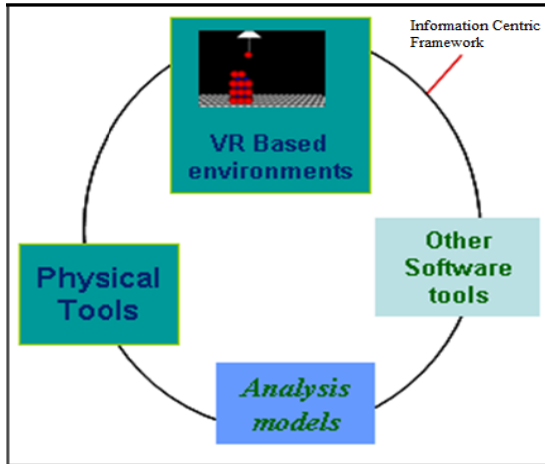 Information Centric
Framework
VR Based
environments
Other
Software
tools
Physical
Tools
Analysis
models